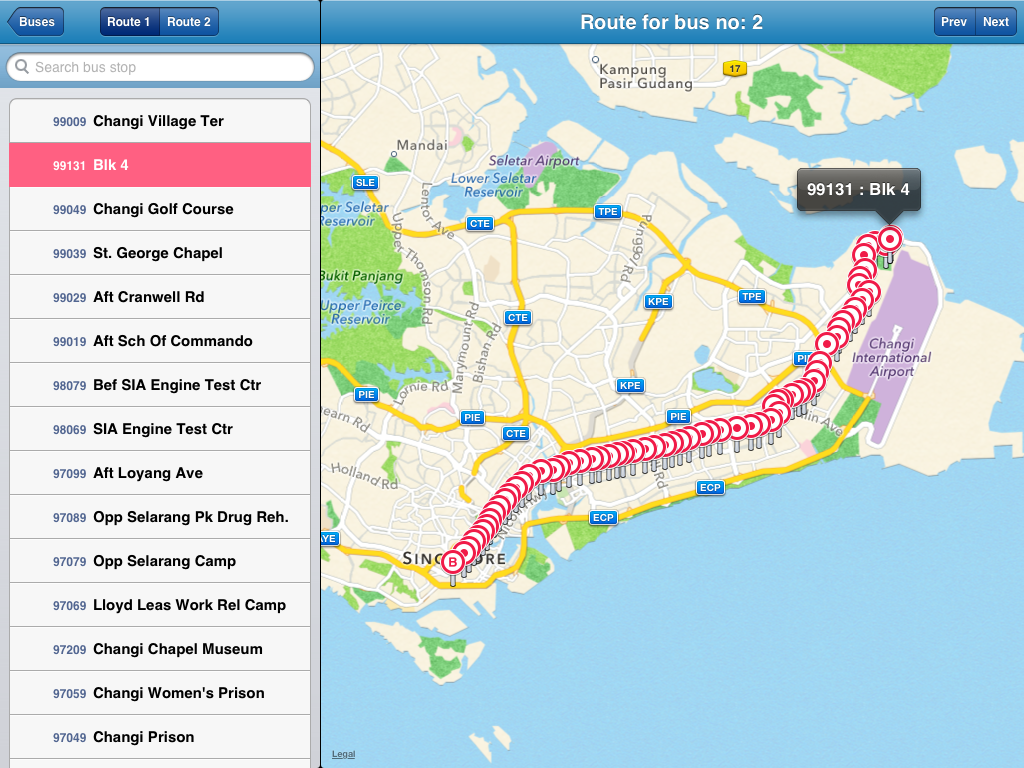 Buses
Route 1
Route 2
Route for bus no: 2
Prev
Next
Search bus stop
99009 Changi Village Ter
99131 Blk 4
99049 Changi Golf Course
99039 St. George Chapel
99029 Aft Cranwell Rd
99019 Aft Sch Of Commando
98079 Bef SIA Engine Test Ctr
98069 SIA Engine Test Ctr
97099 Aft Loyang Ave
97089 Opp Selarang Pk Drug Reh.
97079 Opp Selarang Camp
97069 Lloyd Leas Work Rel Camp
97209 Changi Chapel Museum
97059 Changi Women's Prison
97049 Changi Prison
Kampung
Pasir Gudang
17
Mandai
Seletar Airport
Lower Seletar
Reservoir
SLE
99131 : Blk 4
Reservoir
Lentor Ave
CTE
TPE
Upper Thomson Rd
Punggol Rd
Bukit Panjang
Upper Peirce
Reservoir
KPE
TPE
CTE
Marymount Rd
Bishan Rd
Changi
International
Airport
Lornie Rd
KPE
PIE
PIE
PIE
CTE
Holland Rd
Rd
ECP
ECP
B
Legal